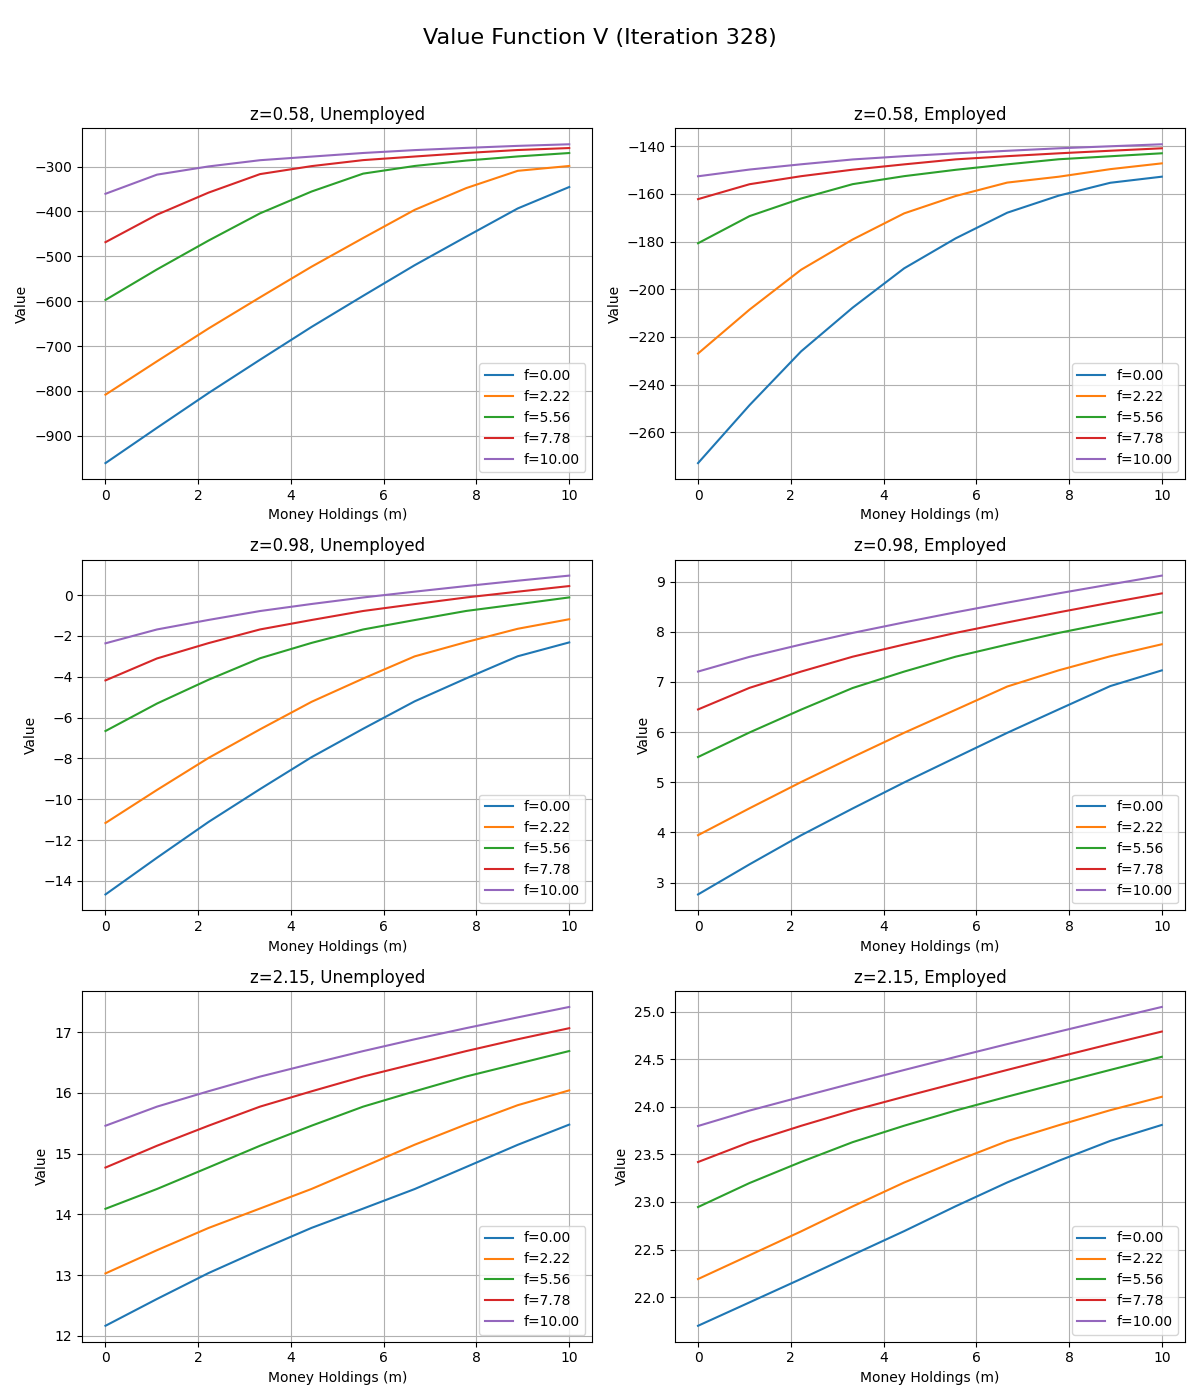 Value Function V (Iteration 328)
z=0.58, Unemployed
−300
−400
−500
−600
−700
−800
−900
Value
0 2 4 6 8 10
Money Holdings (m)
f=0.00
f=2.22
f=5.56
f=7.78
f=10.00
z=0.58, Employed
−140
−160
−180
−200
−220
−240
−260
Value
0 2 4 6 8 10
Money Holdings (m)
f=0.00
f=2.22
f=5.56
f=7.78
f=10.00
z=0.98, Unemployed
0
−2
−4
−6
−8
−10
−12
−14
Value
0 2 4 6 8 10
Money Holdings (m)
f=0.00
f=2.22
f=5.56
f=7.78
f=10.00
z=0.98, Employed
9
8
7
6
5
4
3
Value
0 2 4 6 8 10
Money Holdings (m)
f=0.00
f=2.22
f=5.56
f=7.78
f=10.00
z=2.15, Unemployed
17
16
15
14
13
12
Value
0 2 4 6 8 10
Money Holdings (m)
f=0.00
f=2.22
f=5.56
f=7.78
f=10.00
z=2.15, Employed
25.0
24.5
24.0
23.5
23.0
22.5
22.0
Value
0 2 4 6 8 10
Money Holdings (m)
f=0.00
f=2.22
f=5.56
f=7.78
f=10.00